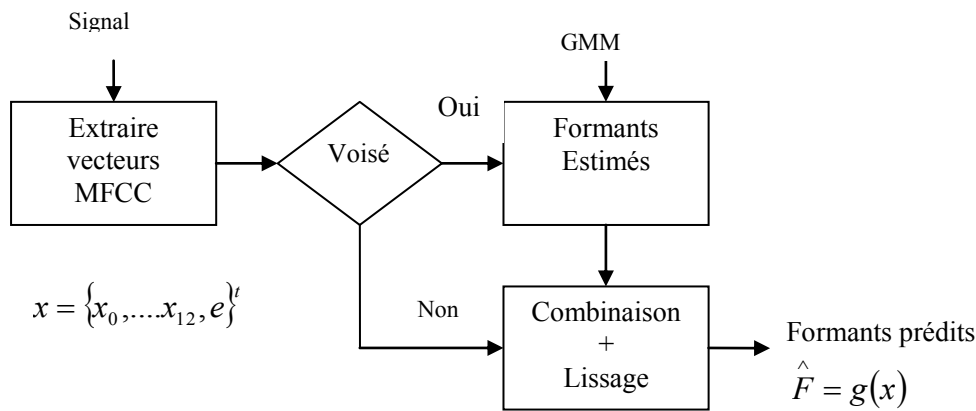 Signal
GMM
Extraire
vecteurs
MFCC
Voisé
Oui
Formants
Estimés
x = {x₀,....x₁₂,e}ᵗ
Non
Combinaison
+
Lissage
Formants prédits
F̂ = g(x)